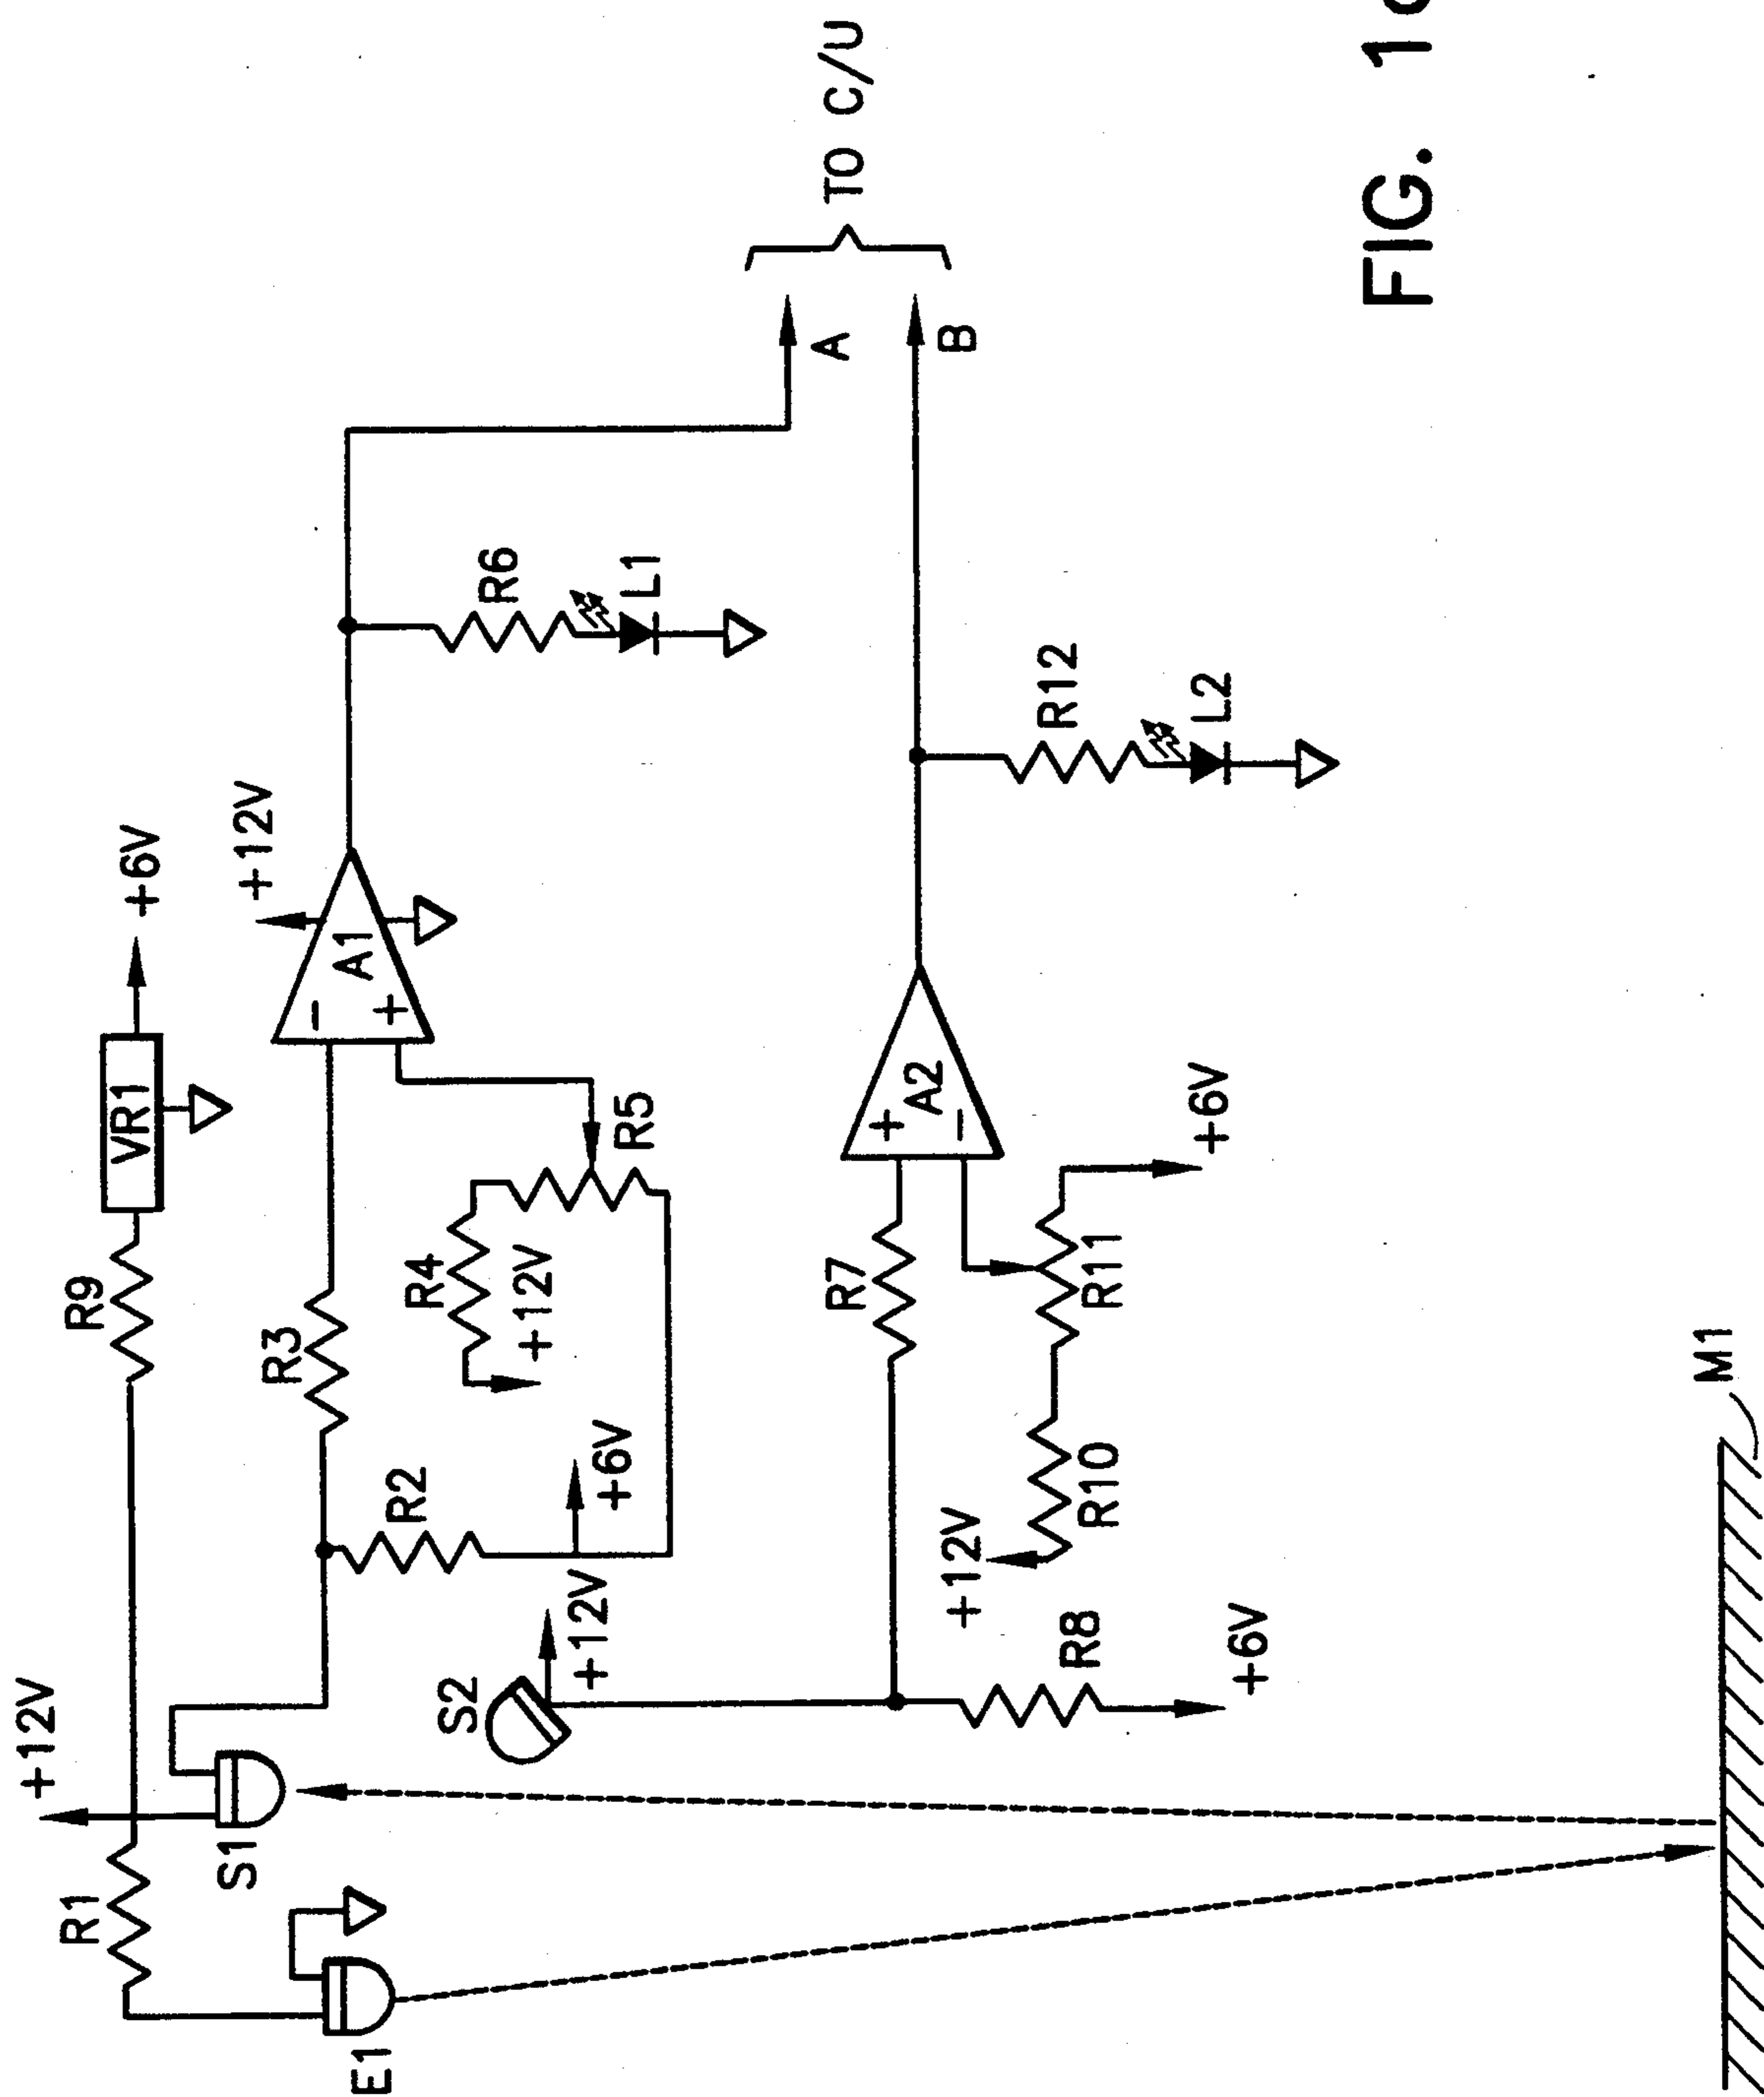 +12V
R1
S1
E1
R9
VR1
+6V
R3
R2
+6V
R4
+12V
R5
-
+
A1
+12V
R6
L1
S2
+12V
R7
R8
+6V
+12V
R10
R11
+6V
+
-
A2
R12
L2
A
B
TO C/U
M1
FIG.